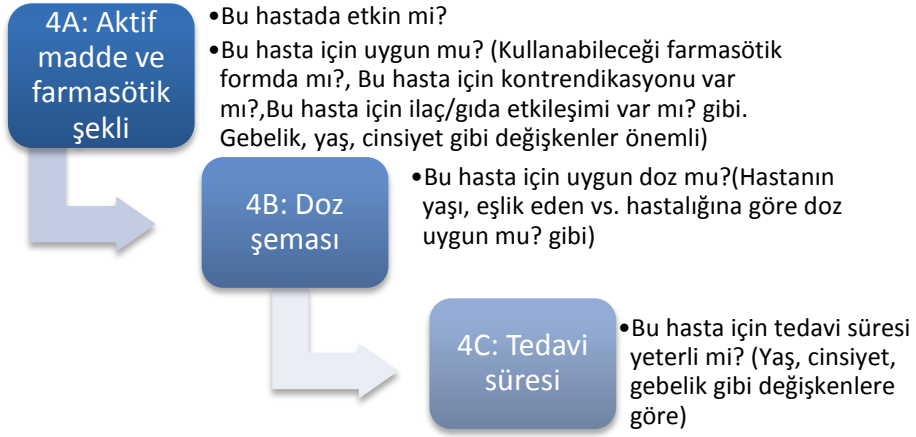 4A: Aktif
madde ve
farmasötik
şekli
•Bu hastada etkin mi?
•Bu hasta için uygun mu? (Kullanabileceği farmasötik
formda mı?, Bu hasta için kontrendikasyonu var
mı?,Bu hasta için ilaç/gıda etkileşimi var mı? gibi.
Gebelik, yaş, cinsiyet gibi değişkenler önemli)
4B: Doz
şeması
•Bu hasta için uygun doz mu?(Hastanın
yaşı, eşlik eden vs. hastalığına göre doz
uygun mu? gibi)
4C: Tedavi
süresi
•Bu hasta için tedavi süresi
yeterli mi? (Yaş, cinsiyet,
gebelik gibi değişkenlere
göre)